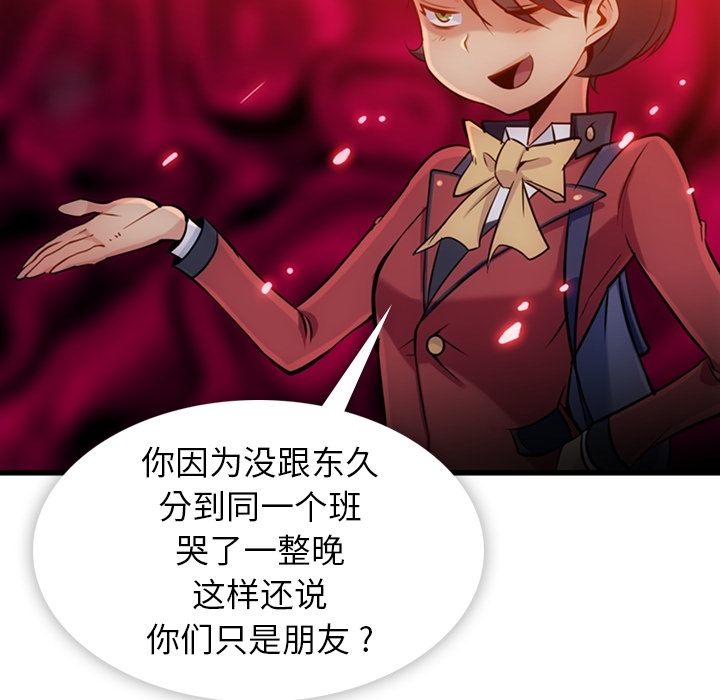 你因为没跟东久
分到同一个班
哭了一整晚
这样还说
你们只是朋友?